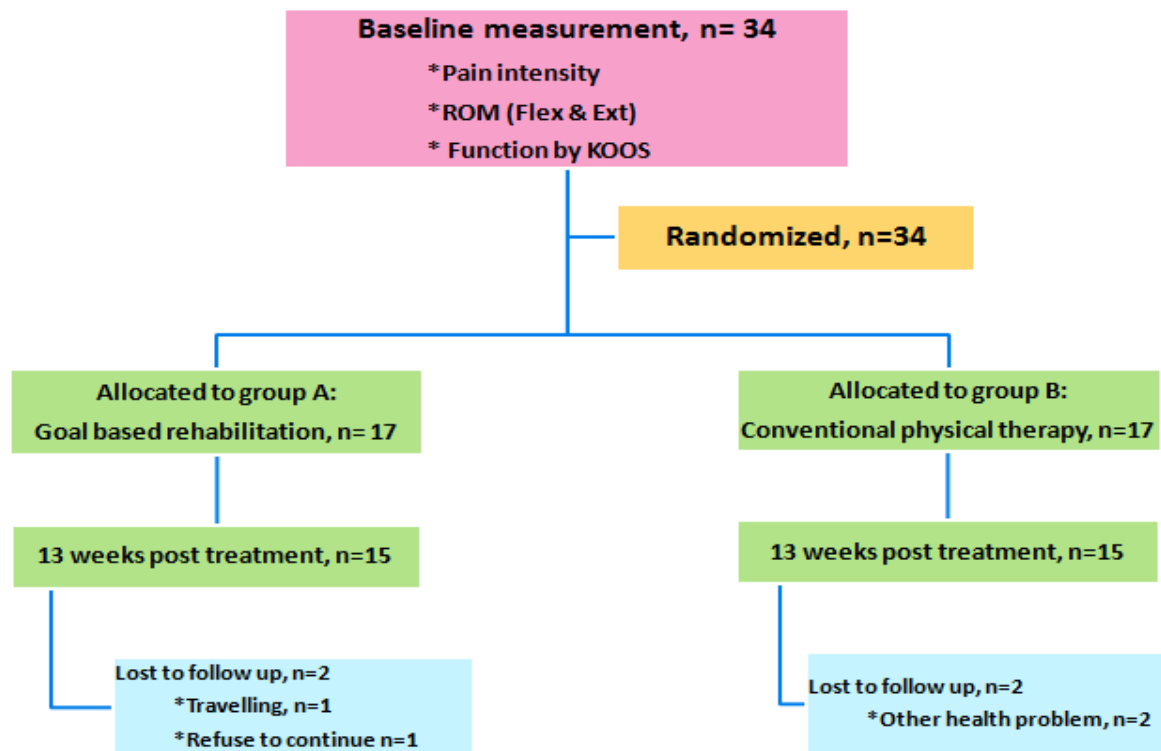 Baseline measurement, n= 34
*Pain intensity
*ROM (Flex & Ext)
* Function by KOOS
Randomized, n=34
Allocated to group A:
Goal based rehabilitation, n= 17
Allocated to group B:
Conventional physical therapy, n=17
13 weeks post treatment, n=15
13 weeks post treatment, n=15
Lost to follow up, n=2
*Travelling, n=1
*Refuse to continue n=1
Lost to follow up, n=2
*Other health problem, n=2